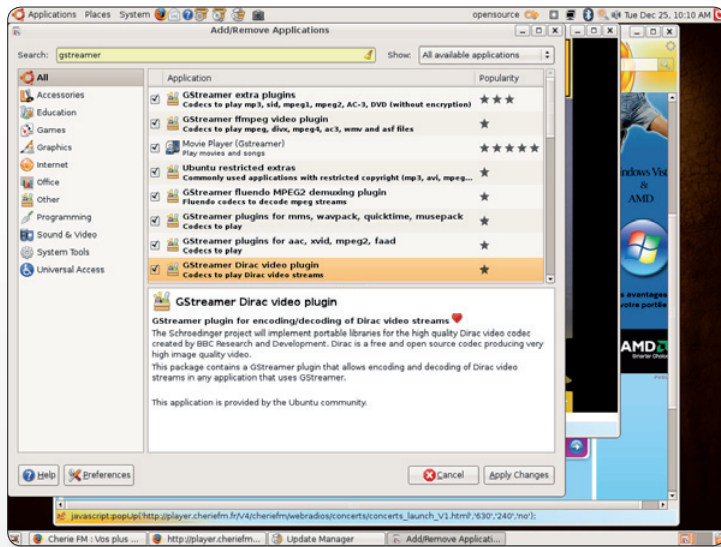 Applications Places System
opensource
Tue Dec 25, 10:10 AM
Add/Remove Applications
Search: gstreamer
Show: All available applications
All
Accessories
Education
Games
Graphics
Internet
Office
Other
Programming
Sound & Video
System Tools
Universal Access
Application Popularity
GStreamer extra plugins
Codecs to play mp3, sid, mpeg1, mpeg2, AC-3, DVD (without encryption)
GStreamer ffmpeg video plugin
Codecs to play mpeg, divx, mpeg4, ac3, wmv and asf files
Movie Player (Gstreamer)
Play movies and songs
Ubuntu restricted extras
Commonly used applications with restricted copyright (mp3, avi, mpeg...
GStreamer fluendo MPEG2 demuxing plugin
Fluendo codecs to decode mpeg streams
GStreamer plugins for mms, wavpack, quicktime, musepack
Codecs to play
GStreamer plugins for aac, xvid, mpeg2, faad
Codecs to play
GStreamer Dirac video plugin
Codecs to play Dirac video streams
GStreamer Dirac video plugin
GStreamer plugin for encoding/decoding of Dirac video streams
The Schroedinger project will implement portable libraries for the high quality Dirac video codec
created by BBC Research and Development. Dirac is a free and open source codec producing very
high image quality video.
This package contains a GStreamer plugin that allows encoding and decoding of Dirac video
streams in any application that uses GStreamer.
This application is provided by the Ubuntu community.
Help
Preferences
Cancel
Apply Changes
ndows Vist
&
AMD
avantages
votre portée
AMD
Smarter Choice
javascript:popUp('http://player.cheriefm.fr/V4/cheriefm/webradios/concerts/concerts_launch_V1.html','630','240','no');
Cherie FM : Vos plus ...
http://player.cheriefm...
Update Manager
Add/Remove Applicati...